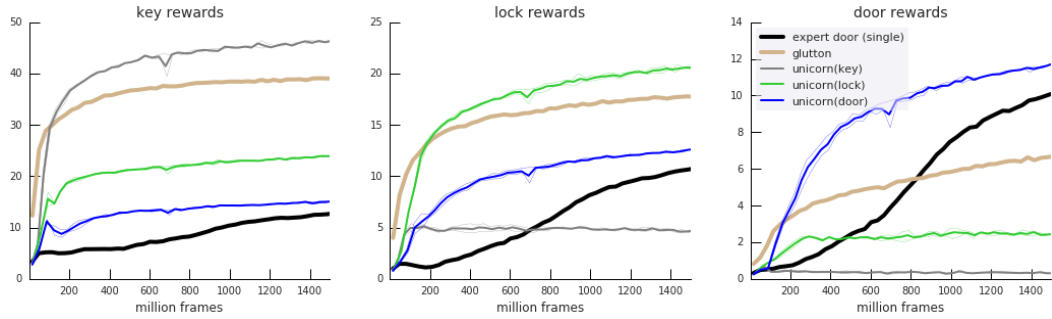 key rewards
50
40
30
20
10
0
200 400 600 800 1000 1200 1400
million frames
lock rewards
25
20
15
10
5
0
200 400 600 800 1000 1200 1400
million frames
door rewards
14
12
10
8
6
4
2
0
expert door (single)
glutton
unicorn(key)
unicorn(lock)
unicorn(door)
200 400 600 800 1000 1200 1400
million frames